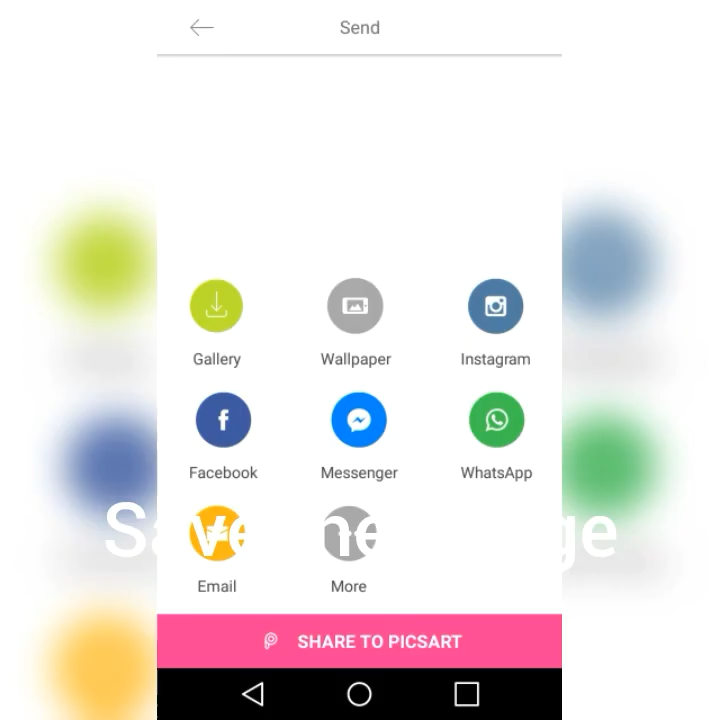 Send
Gallery Wallpaper Instagram
Facebook Messenger WhatsApp
Email More
SHARE TO PICSART